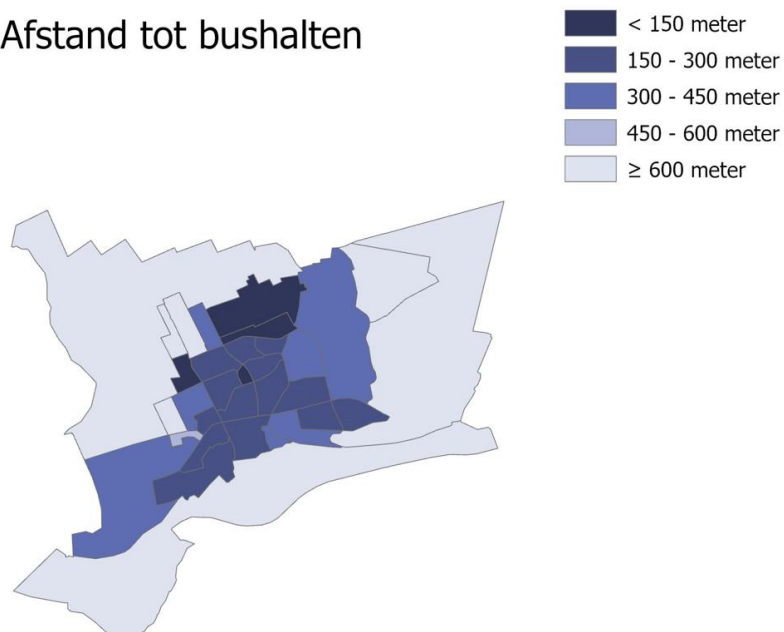 Afstand tot bushalten
< 150 meter
150 - 300 meter
300 - 450 meter
450 - 600 meter
≥ 600 meter